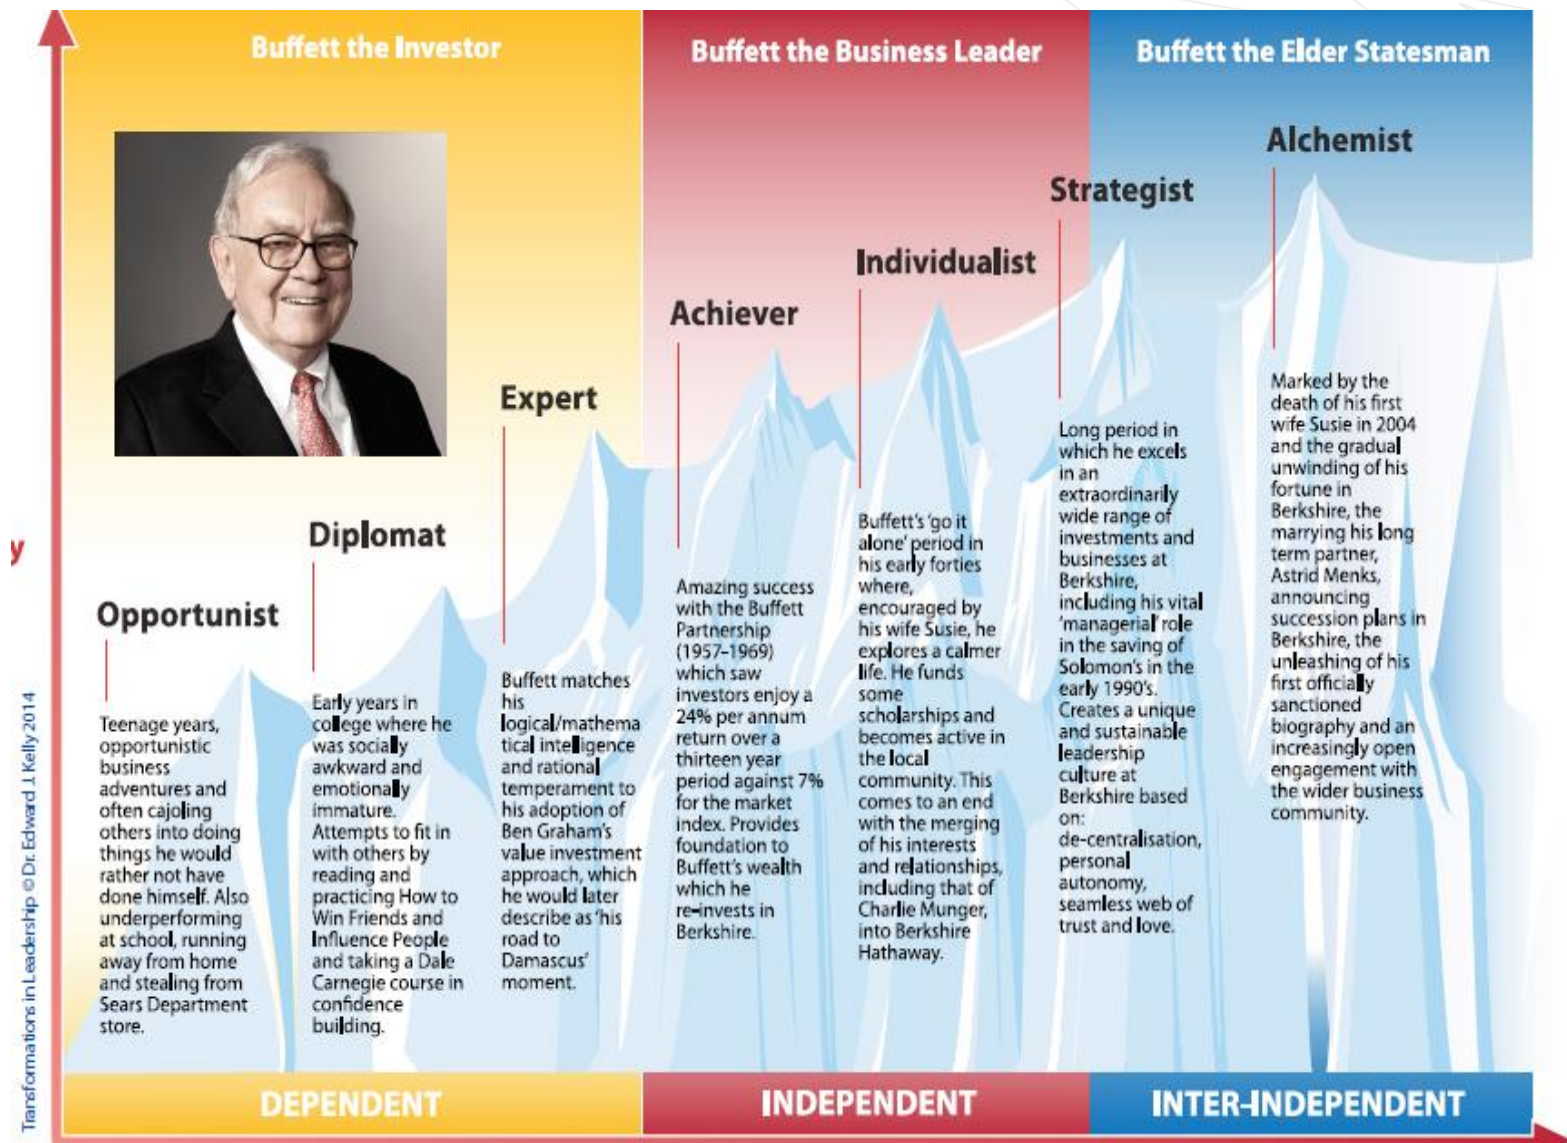 Buffett the Investor
Buffett the Business Leader
Buffett the Elder Statesman
Opportunist
Teenage years,
opportunistic
business
adventures and
often cajoling
others into doing
things he would
rather not have
done himself. Also
underperforming
at school, running
away from home
and stealing from
Sears Department
store.
Diplomat
Early years in
college where he
was socially
awkward and
emotionally
immature.
Attempts to fit in
with others by
reading and
practicing How to
Win Friends and
Influence People
and taking a Dale
Carnegie course in
confidence
building.
Expert
Buffett matches
his
logical/mathema
tical intelligence
and rational
temperament to
his adoption of
Ben Graham's
value investment
approach, which
he would later
describe as 'his
road to
Damascus'
moment.
Achiever
Amazing success
with the Buffett
Partnership
(1957-1969)
which saw
investors enjoy a
24% per annum
return over a
thirteen year
period against 7%
for the market
index. Provides
foundation to
Buffett's wealth
which he
re-invests in
Berkshire.
Individualist
Buffett's 'go it
alone' period in
his early forties
where,
encouraged by
his wife Susie, he
explores a calmer
life. He funds
some
scholarships and
becomes active in
the local
community. This
comes to an end
with the merging
of his interests
and relationships,
including that of
Charlie Munger,
into Berkshire
Hathaway.
Strategist
Long period in
which he excels
in an
extraordinarily
wide range of
investments and
businesses at
Berkshire,
including his vital
'managerial' role
in the saving of
Solomon's in the
early 1990's.
Creates a unique
and sustainable
leadership
culture at
Berkshire based
on:
de-centralisation,
personal
autonomy,
seamless web of
trust and love.
Alchemist
Marked by the
death of his first
wife Susie in 2004
and the gradual
unwinding of his
fortune in
Berkshire, the
marrying his long
term partner,
Astrid Menks,
announcing
succession plans in
Berkshire, the
unleashing of his
first officially
sanctioned
biography and an
increasingly open
engagement with
the wider business
community.
DEPENDENT
INDEPENDENT
INTER-INDEPENDENT
y
Transformations in Leadership © Dr. Edward J. Kelly 2014